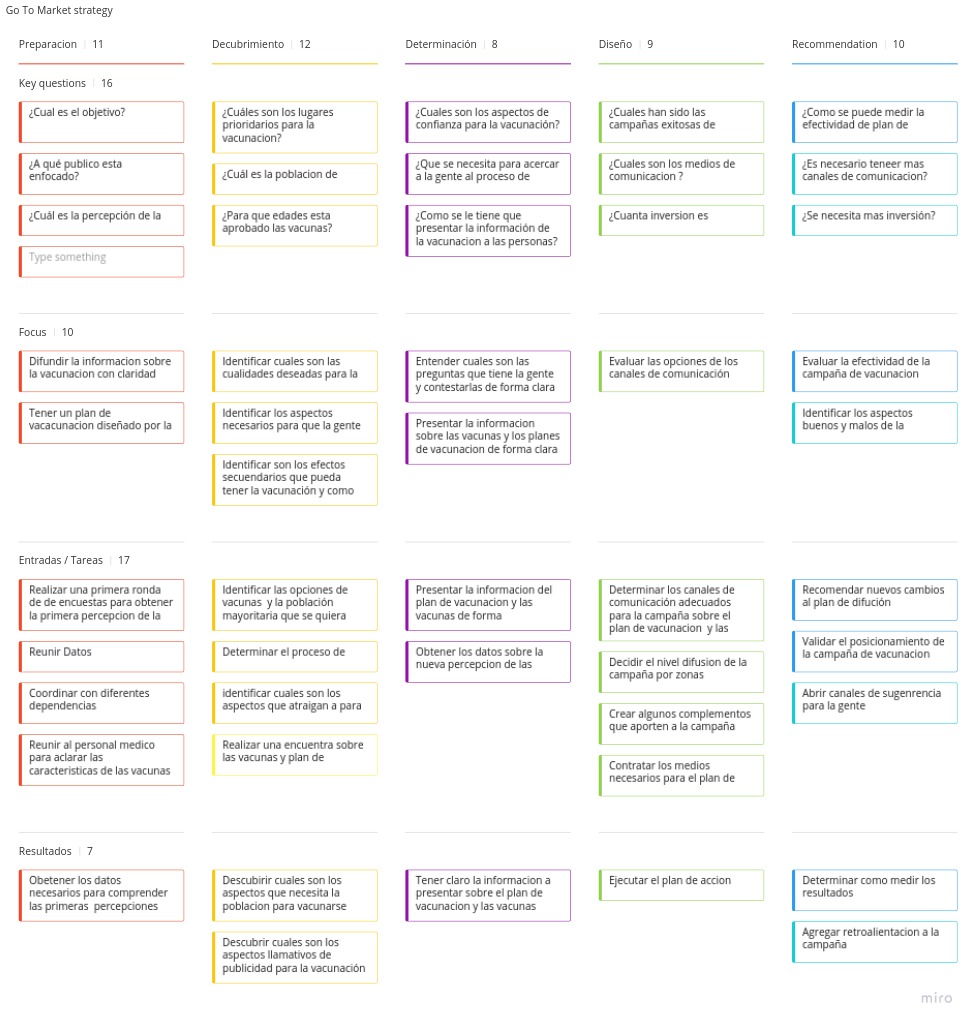 Go To Market strategy
Preparacion | 11
Decubrimiento | 12
Determinación | 8
Diseño | 9
Recommendation | 10
Key questions | 16
¿Cual es el objetivo?
¿A qué publico esta
enfocado?
¿Cuál es la percepción de la
Type something
¿Cuáles son los lugares
prioridarios para la
vacunacion?
¿Cuál es la poblacion de
¿Para que edades esta
aprobado las vacunas?
¿Cuales son los aspectos de
confianza para la vacunación?
¿Que se necesita para acercar
a la gente al proceso de
¿Como se le tiene que
presentar la información de
la vacunacion a las personas?
¿Cuales han sido las
campañas exitosas de
¿Cuales son los medios de
comunicacion ?
¿Cuanta inversion es
¿Como se puede medir la
efectividad de plan de
¿Es necesario teneer mas
canales de comunicacion?
¿Se necesita mas inversión?
Focus | 10
Difundir la informacion sobre
la vacunacion con claridad
Tener un plan de
vacacunacion diseñado por la
Identificar cuales son las
cualidades deseadas para la
Identificar los aspectos
necesarios para que la gente
Identificar son los efectos
secuendarios que pueda
tener la vacunación y como
Entender cuales son las
preguntas que tiene la gente
y contestarlas de forma clara
Presentar la informacion
sobre las vacunas y los planes
de vacunacion de forma clara
Evaluar las opciones de los
canales de comunicación
Evaluar la efectividad de la
campaña de vacunacion
Identificar los aspectos
buenos y malos de la
Entradas / Tareas | 17
Realizar una primera ronda
de de encuestas para obtener
la primera percepcion de la
Reunir Datos
Coordinar con diferentes
dependencias
Reunir al personal medico
para aclarar las
caracteristicas de las vacunas
Identificar las opciones de
vacunas y la población
mayoritaria que se quiera
Determinar el proceso de
identificar cuales son los
aspectos que atraigan a para
Realizar una encuentra sobre
las vacunas y plan de
Presentar la informacion del
plan de vacunacion y las
vacunas de forma
Obtener los datos sobre la
nueva percepcion de las
Determinar los canales de
comunicación adecuados
para la campaña sobre el
plan de vacunacion y las
Decidir el nivel difusion de la
campaña por zonas
Crear algunos complementos
que aporten a la campaña
Contratar los medios
necesarios para el plan de
Recomendar nuevos cambios
al plan de difución
Validar el posicionamiento de
la campaña de vacunacion
Abrir canales de sugenrencia
para la gente
Resultados | 7
Obetener los datos
necesarios para comprender
las primeras percepciones
Descubirir cuales son los
aspectos que necesita la
poblacion para vacunarse
Descubrir cuales son los
aspectos llamativos de
publicidad para la vacunación
Tener claro la informacion a
presentar sobre el plan de
vacunacion y las vacunas
Ejecutar el plan de accion
Determinar como medir los
resultados
Agregar retroalientacion a la
campaña
miro